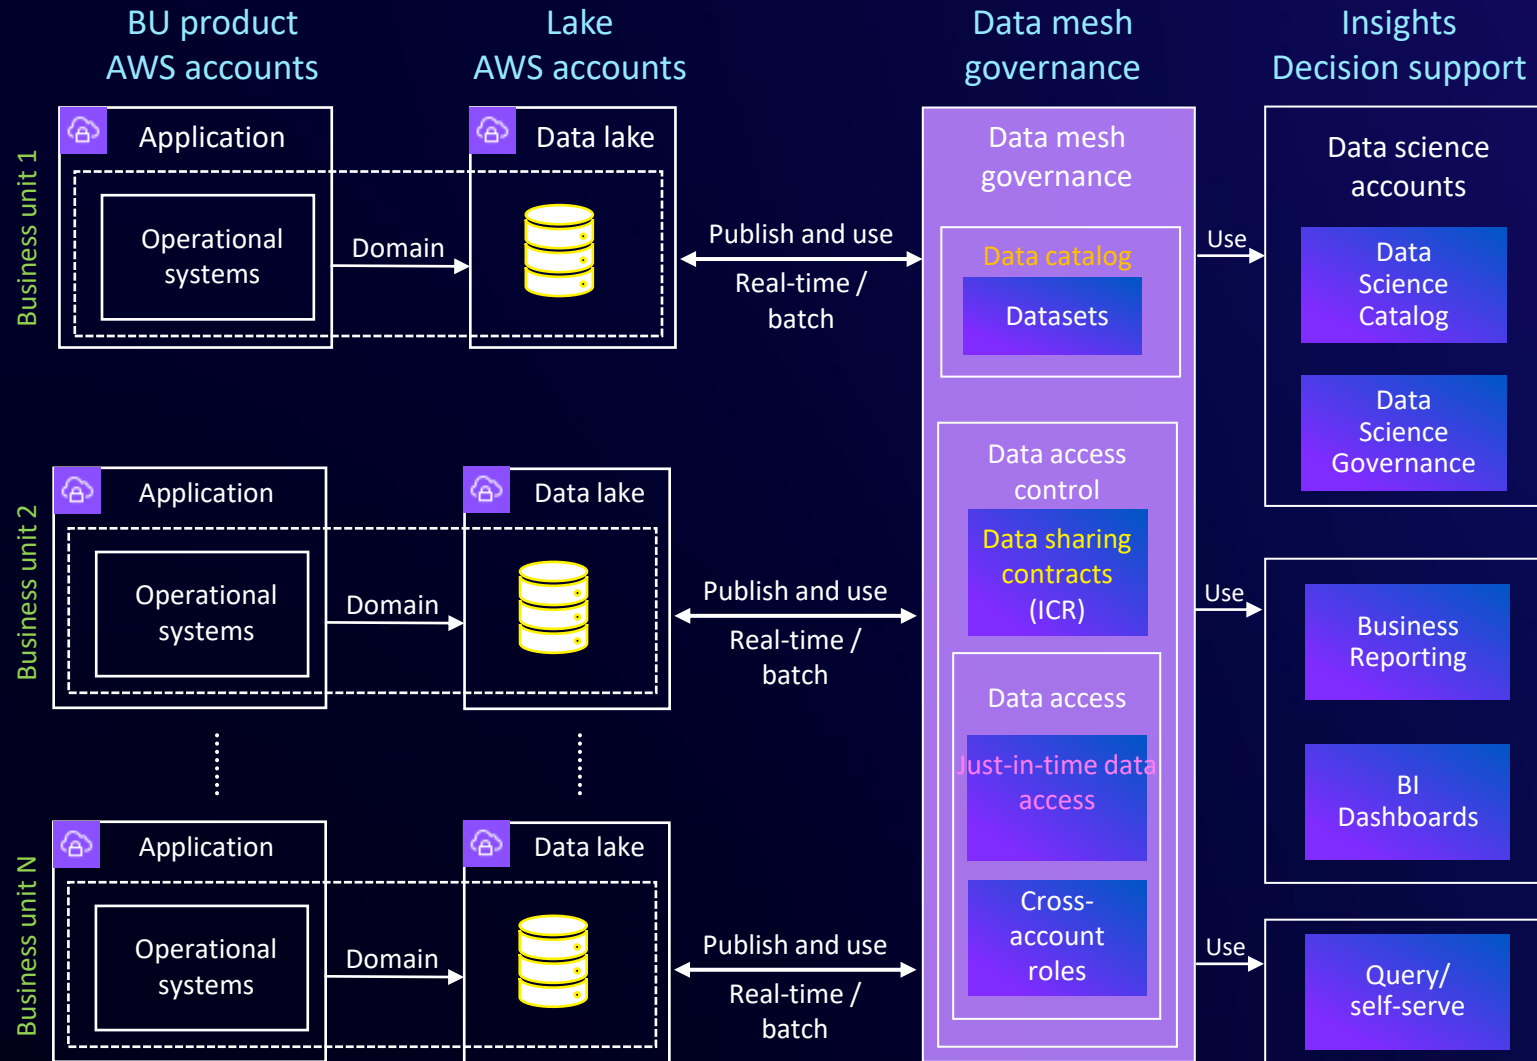 BU product
AWS accounts
Lake
AWS accounts
Data mesh
governance
Insights
Decision support
Business unit 1
Application
Operational
systems
Domain
Data lake
Publish and use
Real-time /
batch
Business unit 2
Application
Operational
systems
Domain
Data lake
Publish and use
Real-time /
batch
Business unit N
Application
Operational
systems
Domain
Data lake
Publish and use
Real-time /
batch
Data mesh
governance
Data catalog
Datasets
Data access
control
Data sharing
contracts
(ICR)
Data access
Just-in-time data
access
Cross-
account
roles
Use
Data science
accounts
Data
Science
Catalog
Data
Science
Governance
Use
Business
Reporting
BI
Dashboards
Use
Query/
self-serve